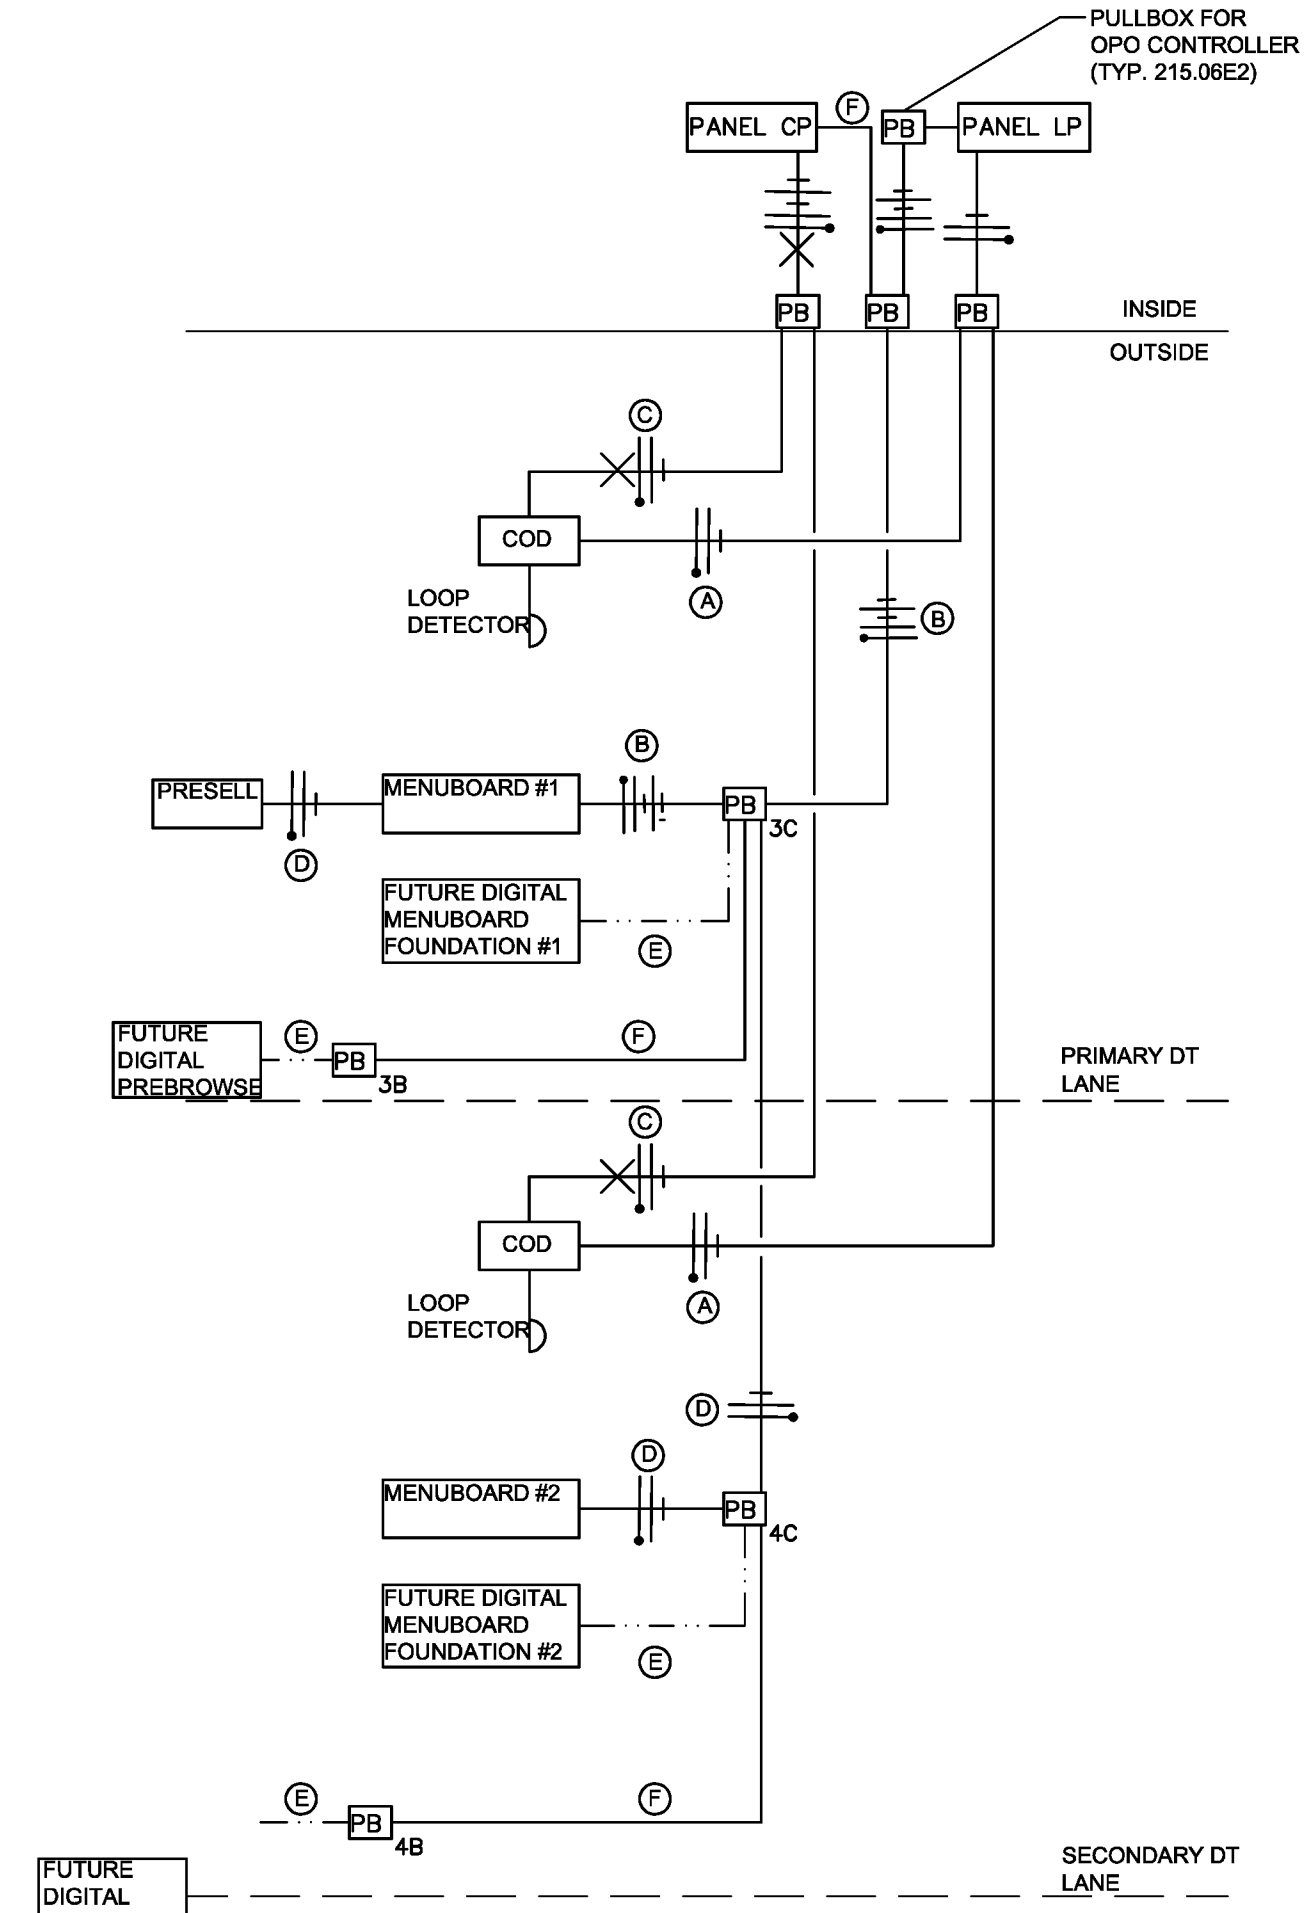 PULLBOX FOR
OPO CONTROLLER
(TYP. 215.06E2)
PANEL CP
F
PB
PANEL LP
PB
PB
PB
INSIDE
OUTSIDE
C
COD
A
LOOP
DETECTOR
B
B
PRESELL
MENUBOARD #1
PB
3C
D
FUTURE DIGITAL
MENUBOARD
FOUNDATION #1
E
FUTURE
DIGITAL
PREBROWSE
E
PB
3B
F
PRIMARY DT
LANE
C
COD
A
LOOP
DETECTOR
D
D
MENUBOARD #2
PB
4C
FUTURE DIGITAL
MENUBOARD
FOUNDATION #2
E
E
PB
4B
F
SECONDARY DT
LANE
FUTURE
DIGITAL